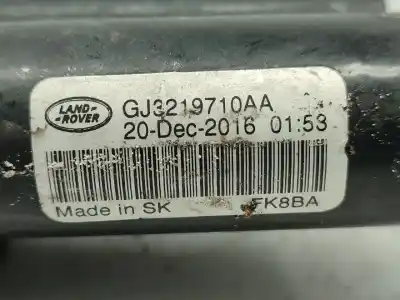 LAND-
ROVER
GJ3219710AA
20-Dec-2016 01:53
Made in SK FK8BA